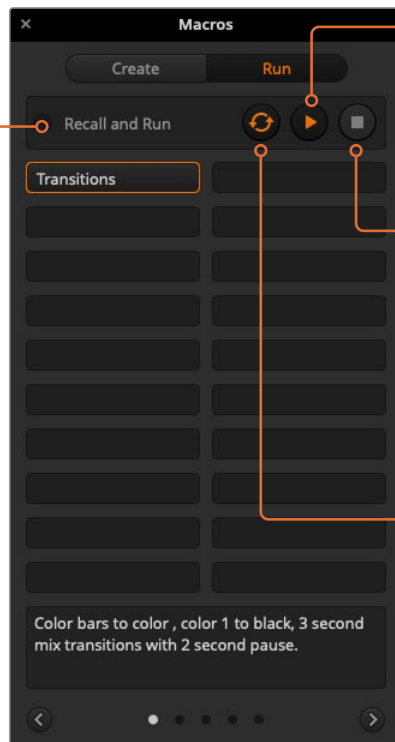 Macros
Create Run
Recall and Run
Transitions
Color bars to color , color 1 to black, 3 second
mix transitions with 2 second pause.